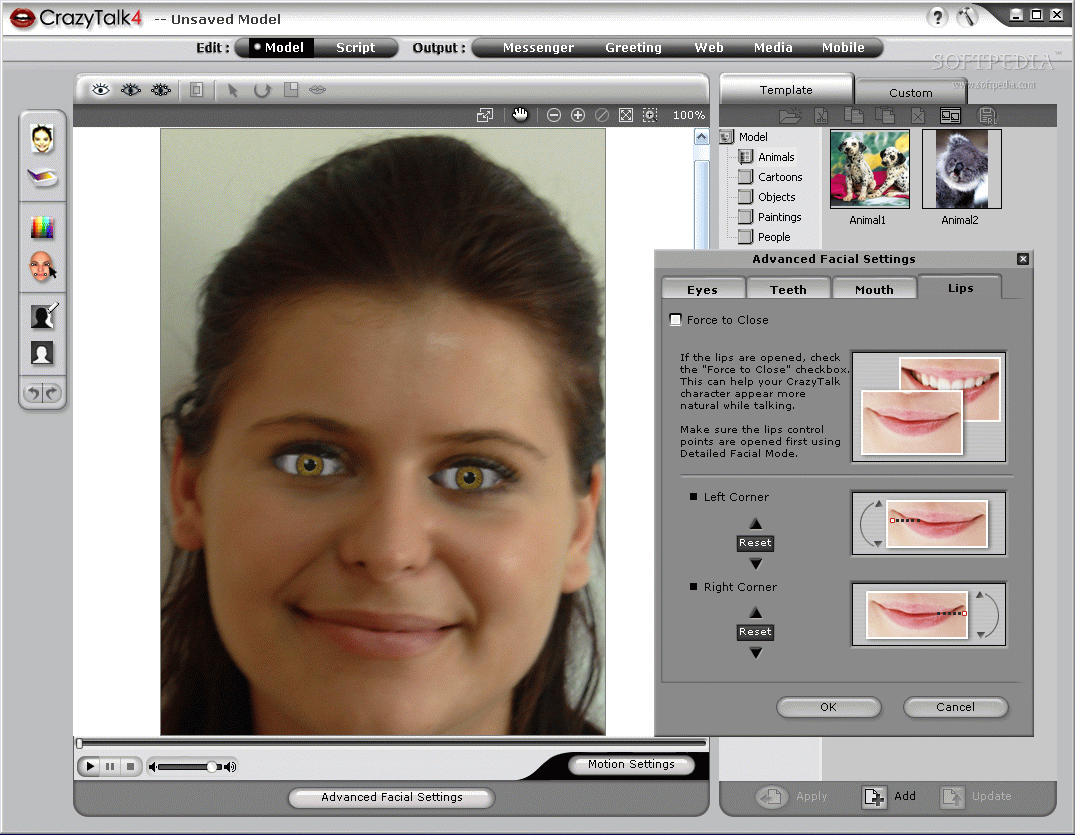 CrazyTalk4 -- Unsaved Model
?
Edit : Model Script Output : Messenger Greeting Web Media Mobile
SOFTPEDIA™
www.softpedia.com
Template Custom
100%
Model
Animals
Cartoons
Objects
Paintings
People
Animal1 Animal2
Advanced Facial Settings
Eyes Teeth Mouth Lips
Force to Close
If the lips are opened, check
the "Force to Close" checkbox.
This can help your CrazyTalk
character appear more
natural while talking.
Make sure the lips control
points are opened first using
Detailed Facial Mode.
Left Corner
Reset
Right Corner
Reset
OK Cancel
Motion Settings
Advanced Facial Settings
Apply Add Update